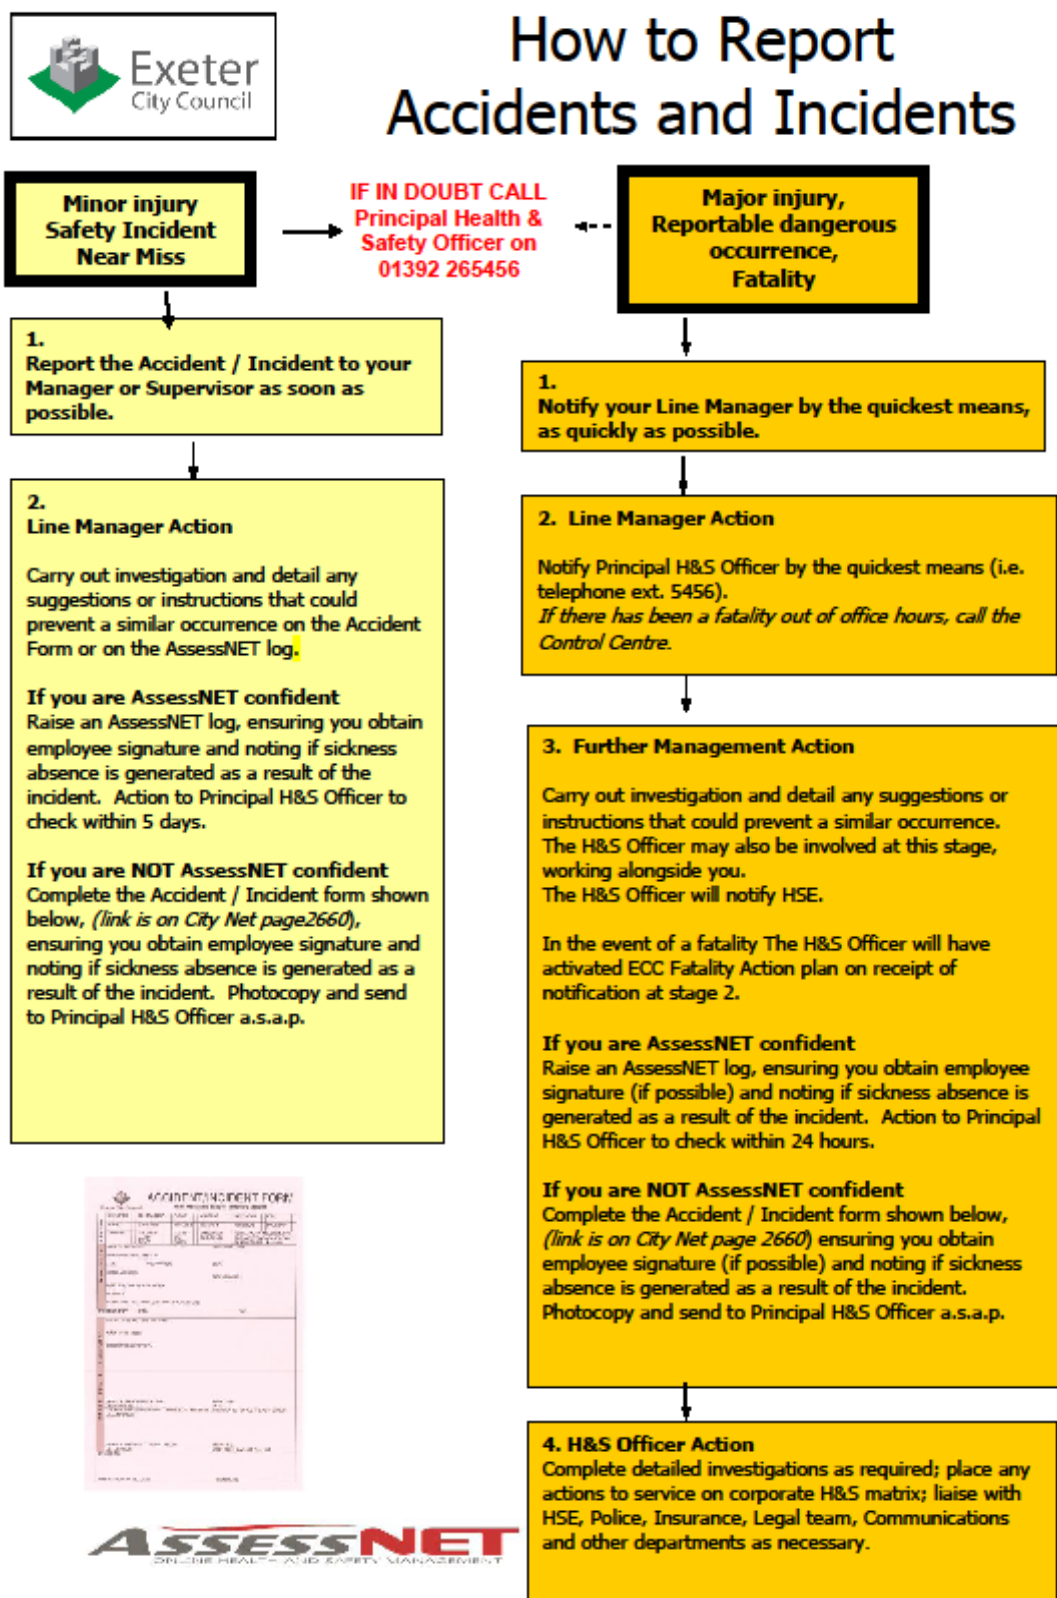 Exeter
City Council
How to Report
Accidents and Incidents
Minor injury
Safety Incident
Near Miss
IF IN DOUBT CALL
Principal Health &
Safety Officer on
01392 265456
Major injury,
Reportable dangerous
occurrence,
Fatality
1.
Report the Accident / Incident to your
Manager or Supervisor as soon as
possible.
2.
Line Manager Action
Carry out investigation and detail any
suggestions or instructions that could
prevent a similar occurrence on the Accident
Form or on the AssessNET log.
If you are AssessNET confident
Raise an AssessNET log, ensuring you obtain
employee signature and noting if sickness
absence is generated as a result of the
incident.  Action to Principal H&S Officer to
check within 5 days.
If you are NOT AssessNET confident
Complete the Accident / Incident form shown
below, (link is on City Net page2660),
ensuring you obtain employee signature and
noting if sickness absence is generated as a
result of the incident.  Photocopy and send
to Principal H&S Officer a.s.a.p.
1.
Notify your Line Manager by the quickest means,
as quickly as possible.
2.  Line Manager Action
Notify Principal H&S Officer by the quickest means (i.e.
telephone ext. 5456).
If there has been a fatality out of office hours, call the
Control Centre.
3.  Further Management Action
Carry out investigation and detail any suggestions or
instructions that could prevent a similar occurrence.
The H&S Officer may also be involved at this stage,
working alongside you.
The H&S Officer will notify HSE.
In the event of a fatality The H&S Officer will have
activated ECC Fatality Action plan on receipt of
notification at stage 2.
If you are AssessNET confident
Raise an AssessNET log, ensuring you obtain employee
signature (if possible) and noting if sickness absence is
generated as a result of the incident.  Action to Principal
H&S Officer to check within 24 hours.
If you are NOT AssessNET confident
Complete the Accident / Incident form shown below,
(link is on City Net page 2660) ensuring you obtain
employee signature (if possible) and noting if sickness
absence is generated as a result of the incident.
Photocopy and send to Principal H&S Officer a.s.a.p.
4. H&S Officer Action
Complete detailed investigations as required; place any
actions to service on corporate H&S matrix; liaise with
HSE, Police, Insurance, Legal team, Communications
and other departments as necessary.
ACCIDENT/INCIDENT FORM
ASSESSNET
ONLINE HEALTH AND SAFETY MANAGEMENT